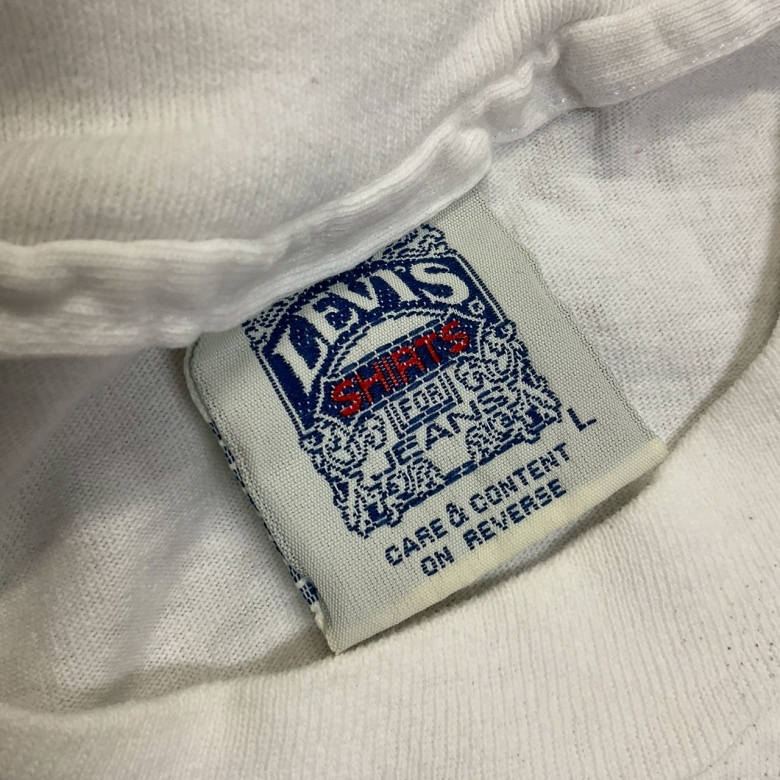 LEVI'S
SHIRTS
FOR
JEANS
L
CARE & CONTENT
ON REVERSE